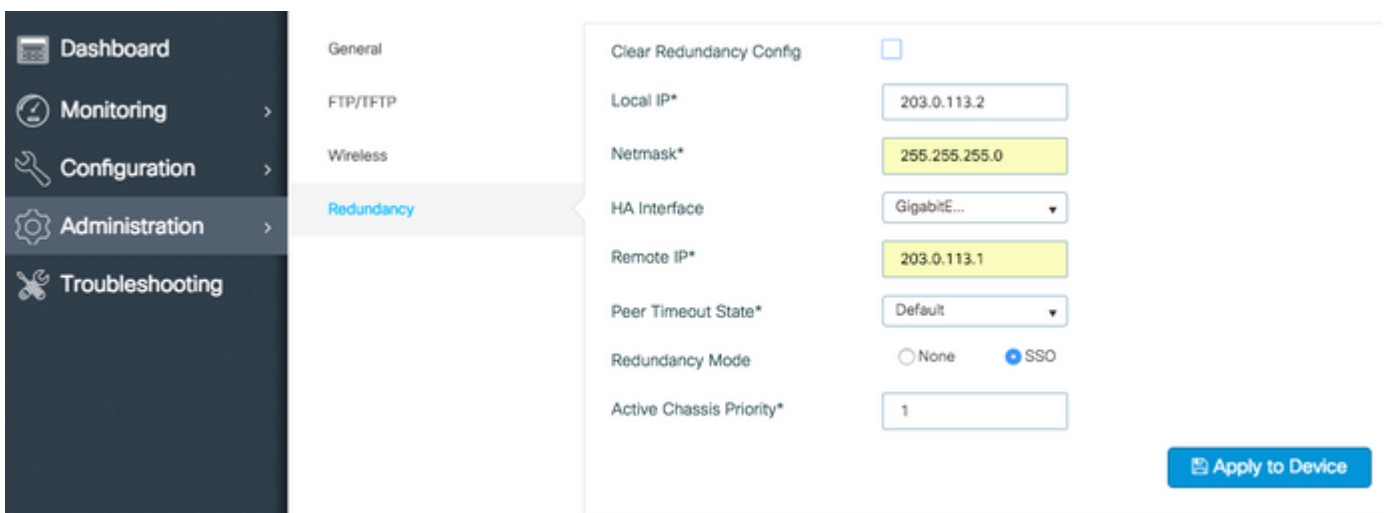 Dashboard
Monitoring
Configuration
Administration
Troubleshooting
General
FTP/TFTP
Wireless
Redundancy
Clear Redundancy Config
Local IP* 203.0.113.2
Netmask* 255.255.255.0
HA Interface GigabitE...
Remote IP* 203.0.113.1
Peer Timeout State* Default
Redundancy Mode None SSO
Active Chassis Priority* 1
Apply to Device